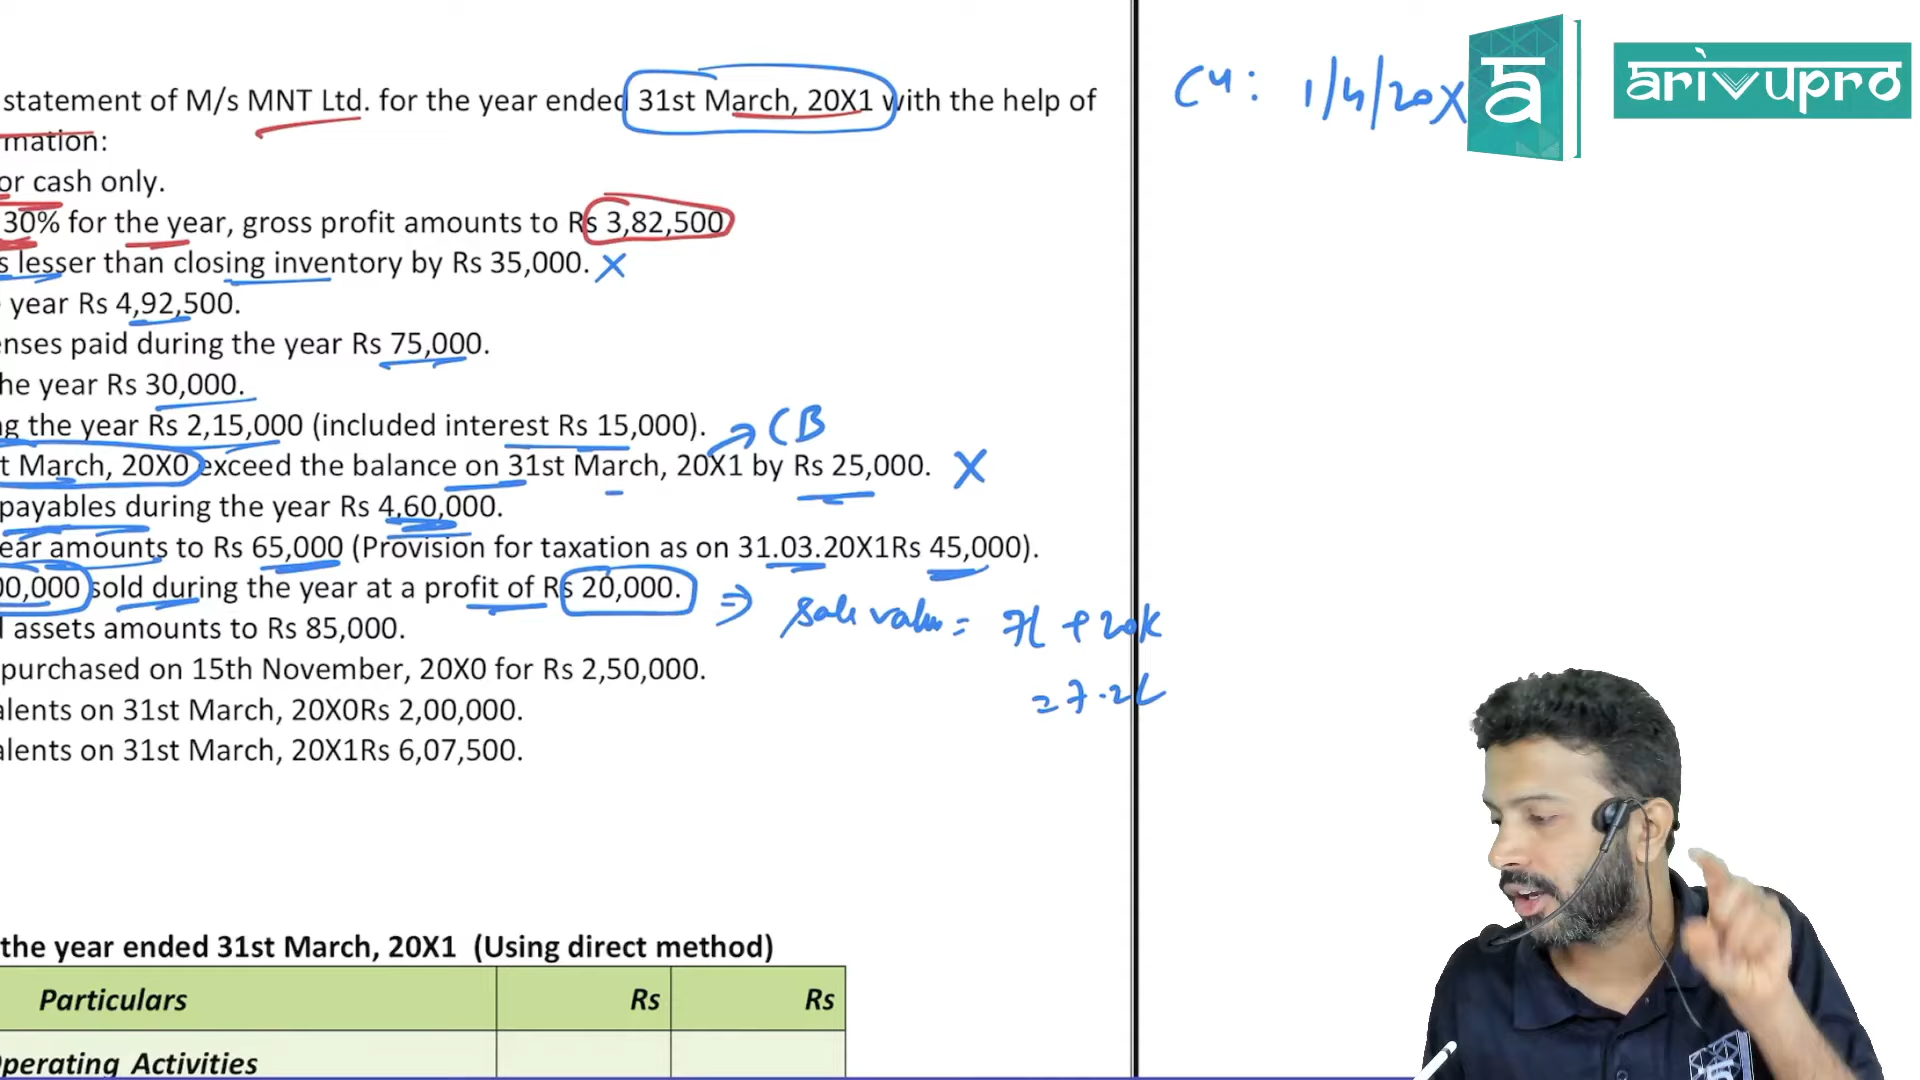 statement of M/s MNT Ltd. for the year ended 31st March, 20X1 with the help of
rmation:
or cash only.
30% for the year, gross profit amounts to Rs 3,82,500
s lesser than closing inventory by Rs 35,000. X
year Rs 4,92,500.
enses paid during the year Rs 75,000.
he year Rs 30,000.
ng the year Rs 2,15,000 (included interest Rs 15,000). → CB
t March, 20X0 exceed the balance on 31st March, 20X1 by Rs 25,000. X
payables during the year Rs 4,60,000.
ear amounts to Rs 65,000 (Provision for taxation as on 31.03.20X1Rs 45,000).
00,000 sold during the year at a profit of Rs 20,000. ⇒ Sale value = 7L + 20K
= 7.2L
d assets amounts to Rs 85,000.
purchased on 15th November, 20X0 for Rs 2,50,000.
alents on 31st March, 20X0Rs 2,00,000.
alents on 31st March, 20X1Rs 6,07,500.
the year ended 31st March, 20X1 (Using direct method)
Particulars Rs Rs
Operating Activities
CY: 1/4/20X
arivupro